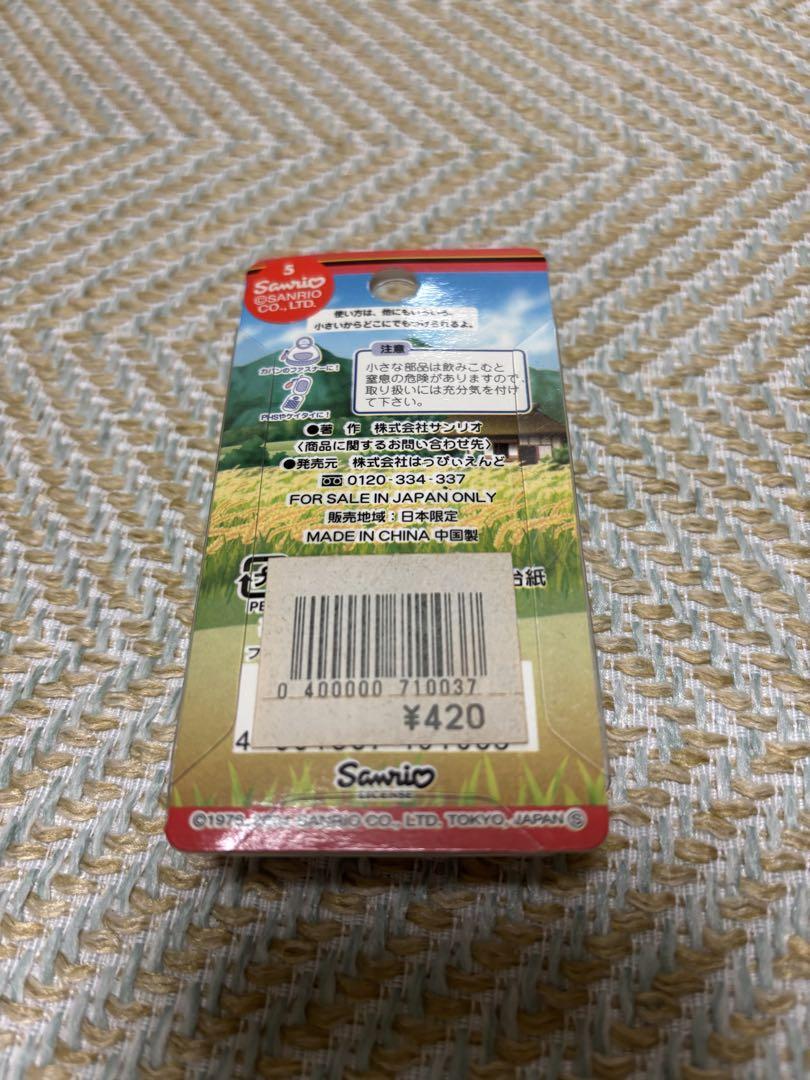 5
Sanrio
©SANRIO
CO., LTD.
使い方は、他にもいろいろ。
小さいからどこにでもつけられるよ。
カバンのファスナーに!
PHSやケイタイに!
注意
小さな部品は飲みこむと
窒息の危険がありますので、
取り扱いには充分気を付け
て下さい。
●著 作 株式会社サンリオ
〈商品に関するお問い合わせ先〉
●発売元 株式会社はっぴぃえんど
0120-334-337
FOR SALE IN JAPAN ONLY
販売地域:日本限定
MADE IN CHINA 中国製
台紙
0 400000 710037
¥420
Sanrio
LICENSE
SANRIO CO., LTD. TOKYO, JAPAN Ⓢ